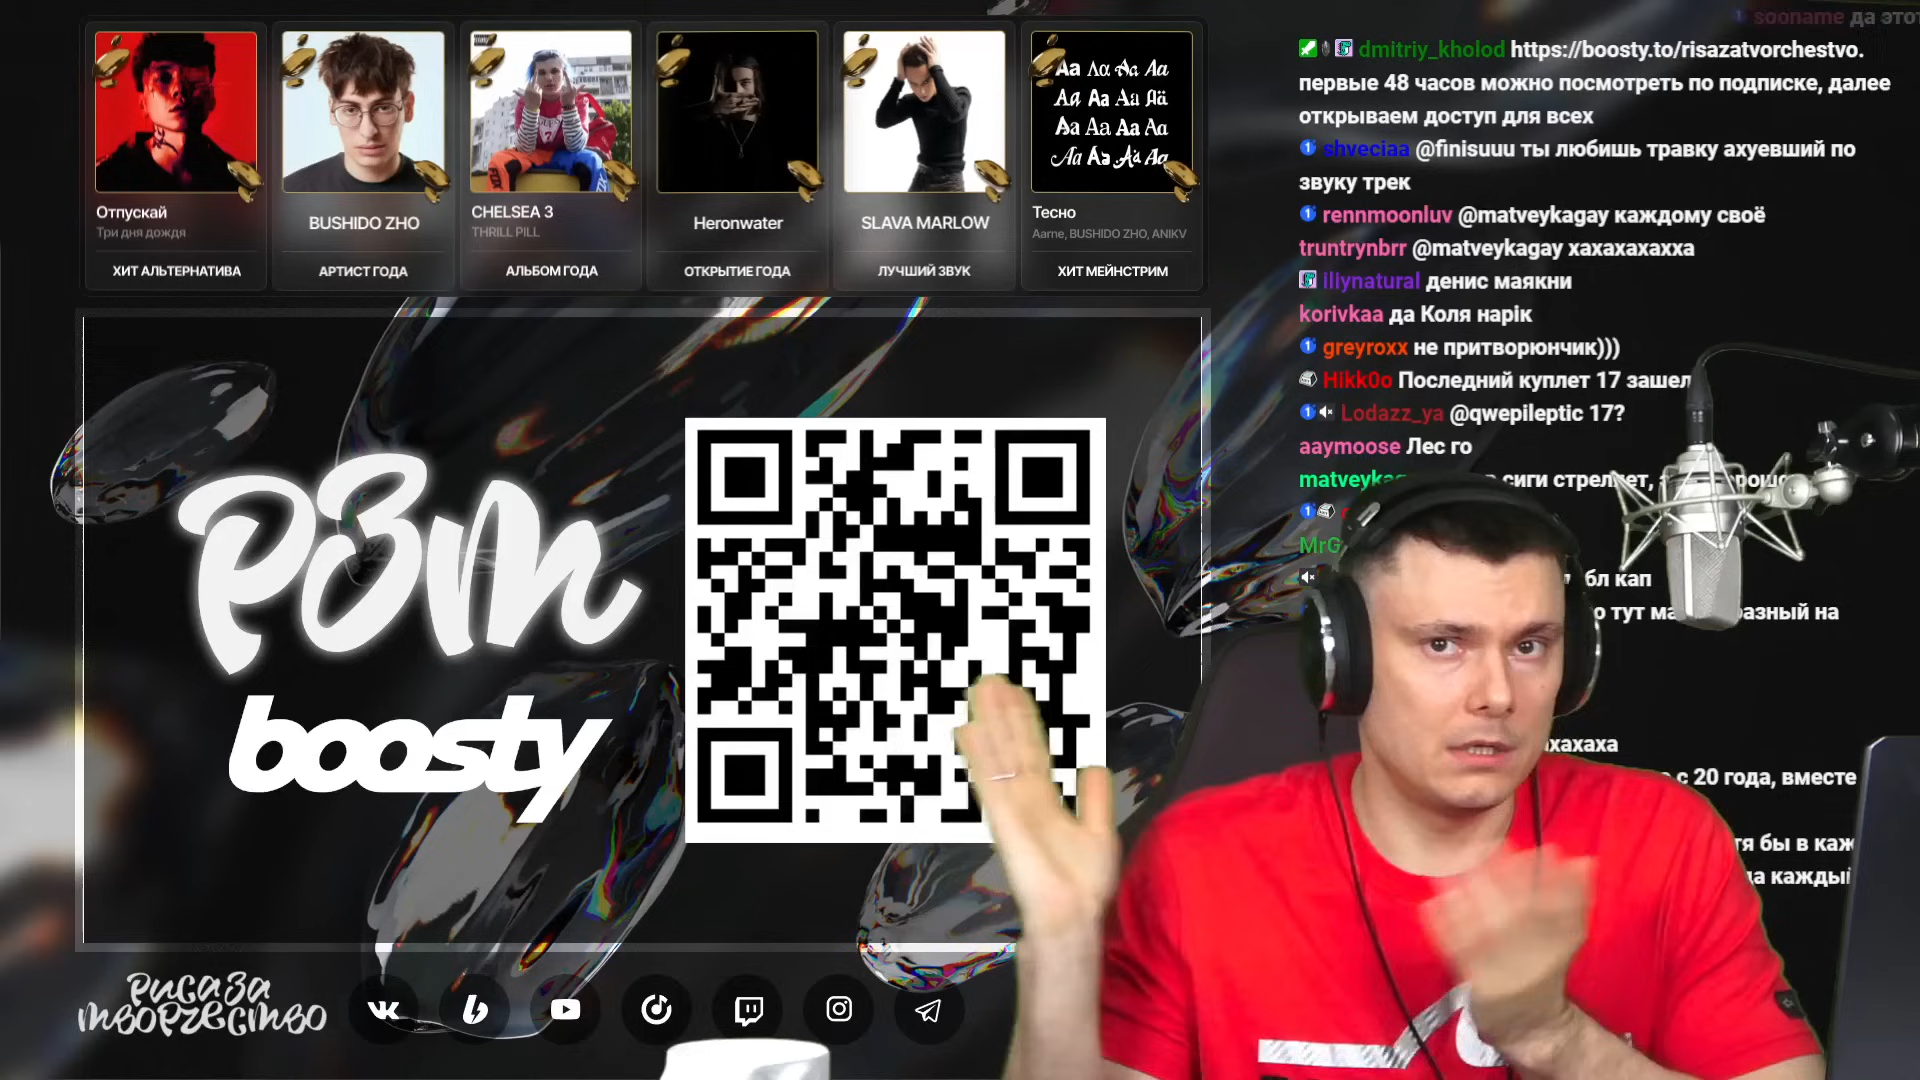 Отпускай
Три дня дождя
ХИТ АЛЬТЕРНАТИВА
BUSHIDO ZHO
АРТИСТ ГОДА
CHELSEA 3
THRILL PILL
АЛЬБОМ ГОДА
Heronwater
ОТКРЫТИЕ ГОДА
SLAVA MARLOW
ЛУЧШИЙ ЗВУК
Aa Aa Aa Aa
Aa Aa Aa Aa
Aa Aa Aa Aa
Aa Aa Aa Aa
Тесно
Aarne, BUSHIDO ZHO, ANIKV
ХИТ МЕЙНСТРИМ
РЗТ
boosty
РИСАЗА
ТВОРЧЕСТВО
sooname да этот
dmitriy_kholod https://boosty.to/risazatvorchestvo.
первые 48 часов можно посмотреть по подписке, далее
открываем доступ для всех
shveciaa @finisuuu ты любишь травку ахуевший по
звуку трек
rennmoonluv @matveykagay каждому своё
truntrynbrr @matveykagay хахахахахха
illynatural денис маякни
korivkaa да Коля нарік
greyroxx не притворюнчик)))
Hikk0o Последний куплет 17 зашел
Lodazz_ya @qwepileptic 17?
aaymoose Лес го
сиги стреляет,
MrG
бл кап
тут
разный на
с 20 года, вместе
бы в каж
каждый